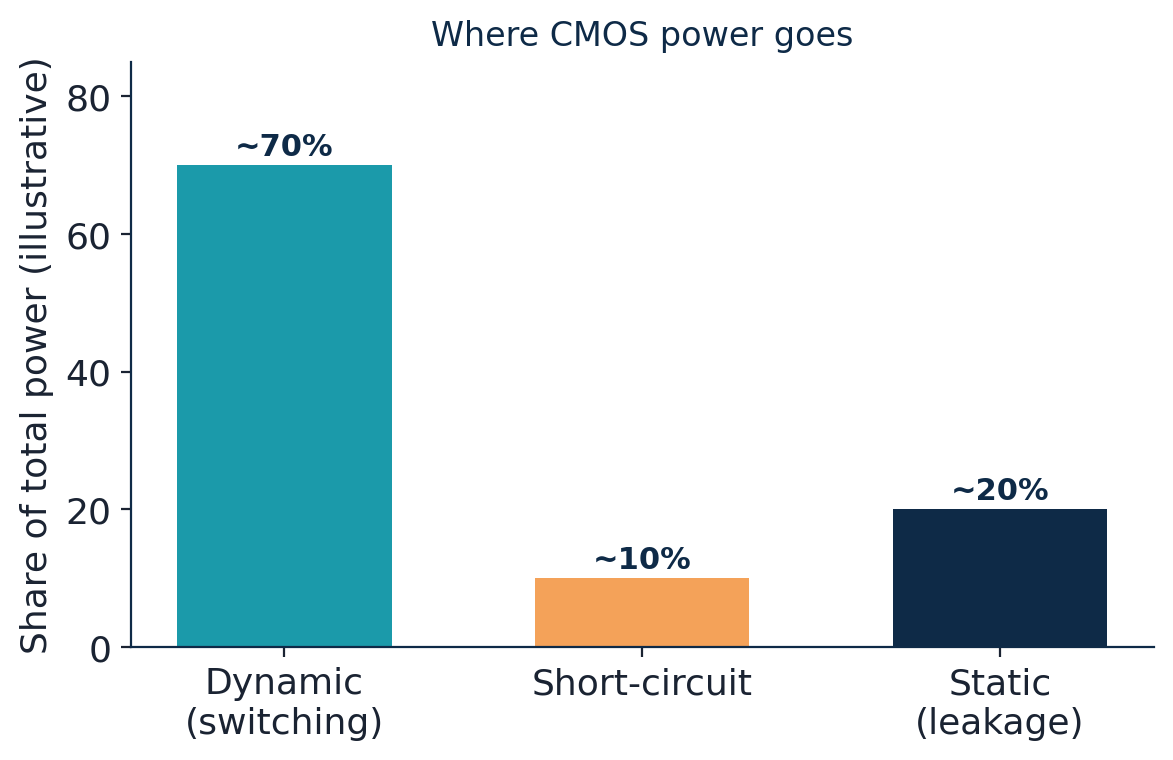 Where CMOS power goes
Share of total power (illustrative)
80
60
40
20
0
~70%
~10%
~20%
Dynamic
(switching)
Short-circuit
Static
(leakage)